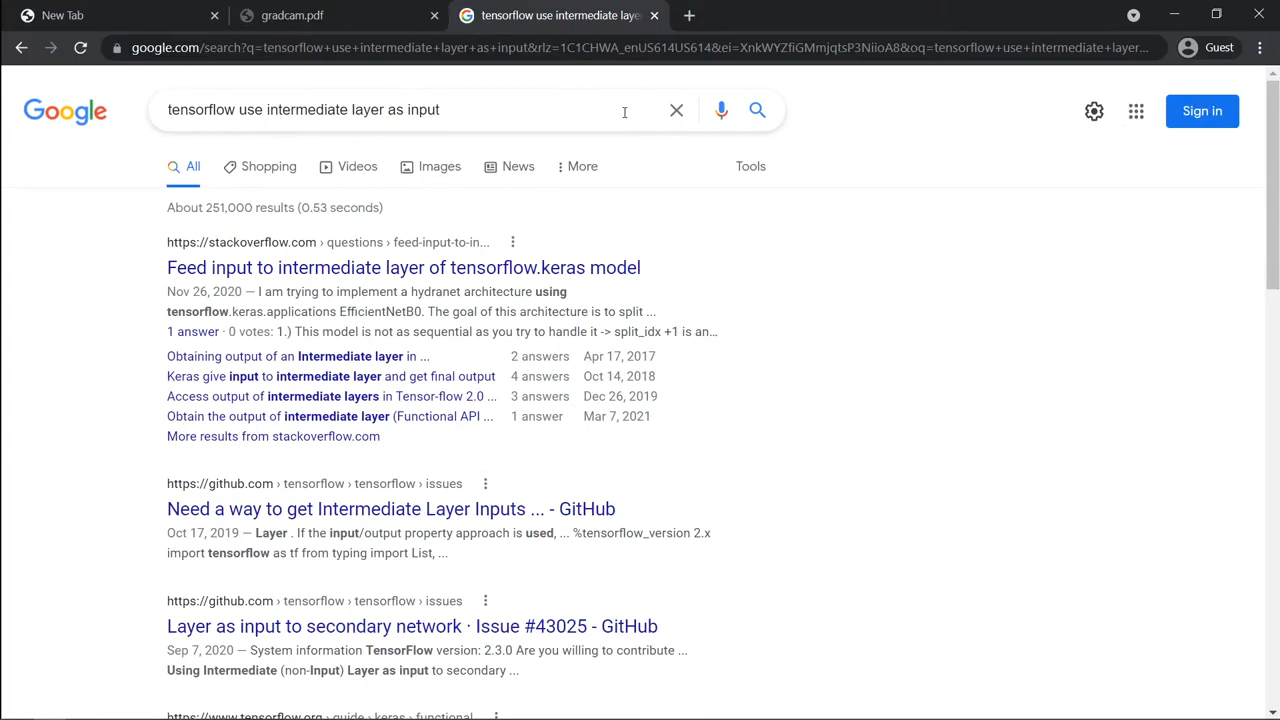 New Tab
gradcam.pdf
tensorflow use intermediate laye
google.com/search?q=tensorflow+use+intermediate+layer+as+input&rlz=1C1CHWA_enUS614US614&ei=XnkWYZfiGMmjqtsP3NiioA8&oq=tensorflow+use+intermediate+layer...
Guest
Google
tensorflow use intermediate layer as input
Sign in
All
Shopping
Videos
Images
News
More
Tools
About 251,000 results (0.53 seconds)
https://stackoverflow.com › questions › feed-input-to-in...
Feed input to intermediate layer of tensorflow.keras model
Nov 26, 2020 — I am trying to implement a hydranet architecture using
tensorflow.keras.applications EfficientNetB0. The goal of this architecture is to split ...
1 answer · 0 votes: 1.) This model is not as sequential as you try to handle it -> split_idx +1 is an...
Obtaining output of an Intermediate layer in ... 2 answers Apr 17, 2017
Keras give input to intermediate layer and get final output 4 answers Oct 14, 2018
Access output of intermediate layers in Tensor-flow 2.0 ... 3 answers Dec 26, 2019
Obtain the output of intermediate layer (Functional API ... 1 answer Mar 7, 2021
More results from stackoverflow.com
https://github.com › tensorflow › tensorflow › issues
Need a way to get Intermediate Layer Inputs ... - GitHub
Oct 17, 2019 — Layer . If the input/output property approach is used, ... %tensorflow_version 2.x
import tensorflow as tf from typing import List, ...
https://github.com › tensorflow › tensorflow › issues
Layer as input to secondary network · Issue #43025 - GitHub
Sep 7, 2020 — System information TensorFlow version: 2.3.0 Are you willing to contribute ...
Using Intermediate (non-Input) Layer as input to secondary ...
https://www.tensorflow.org › guide › keras › functional